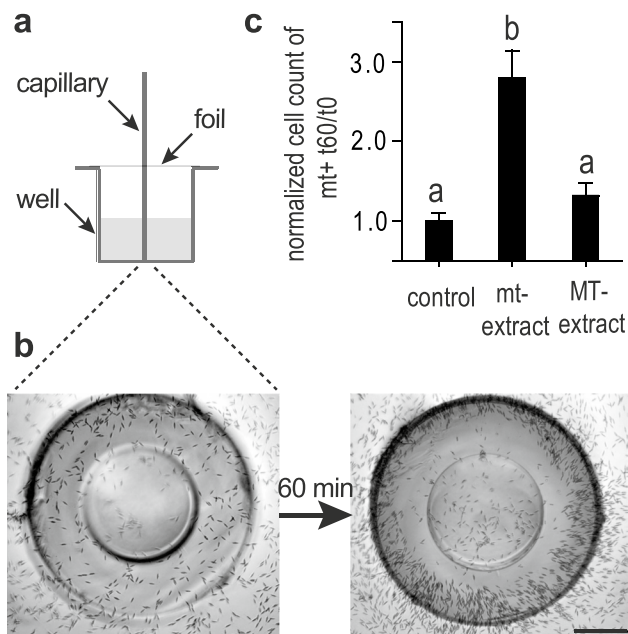 a
capillary
foil
well
c
normalized cell count of
mt+ t60/t0
3.0
2.0
1.0
a
b
a
control
mt-
extract
MT-
extract
b
60 min